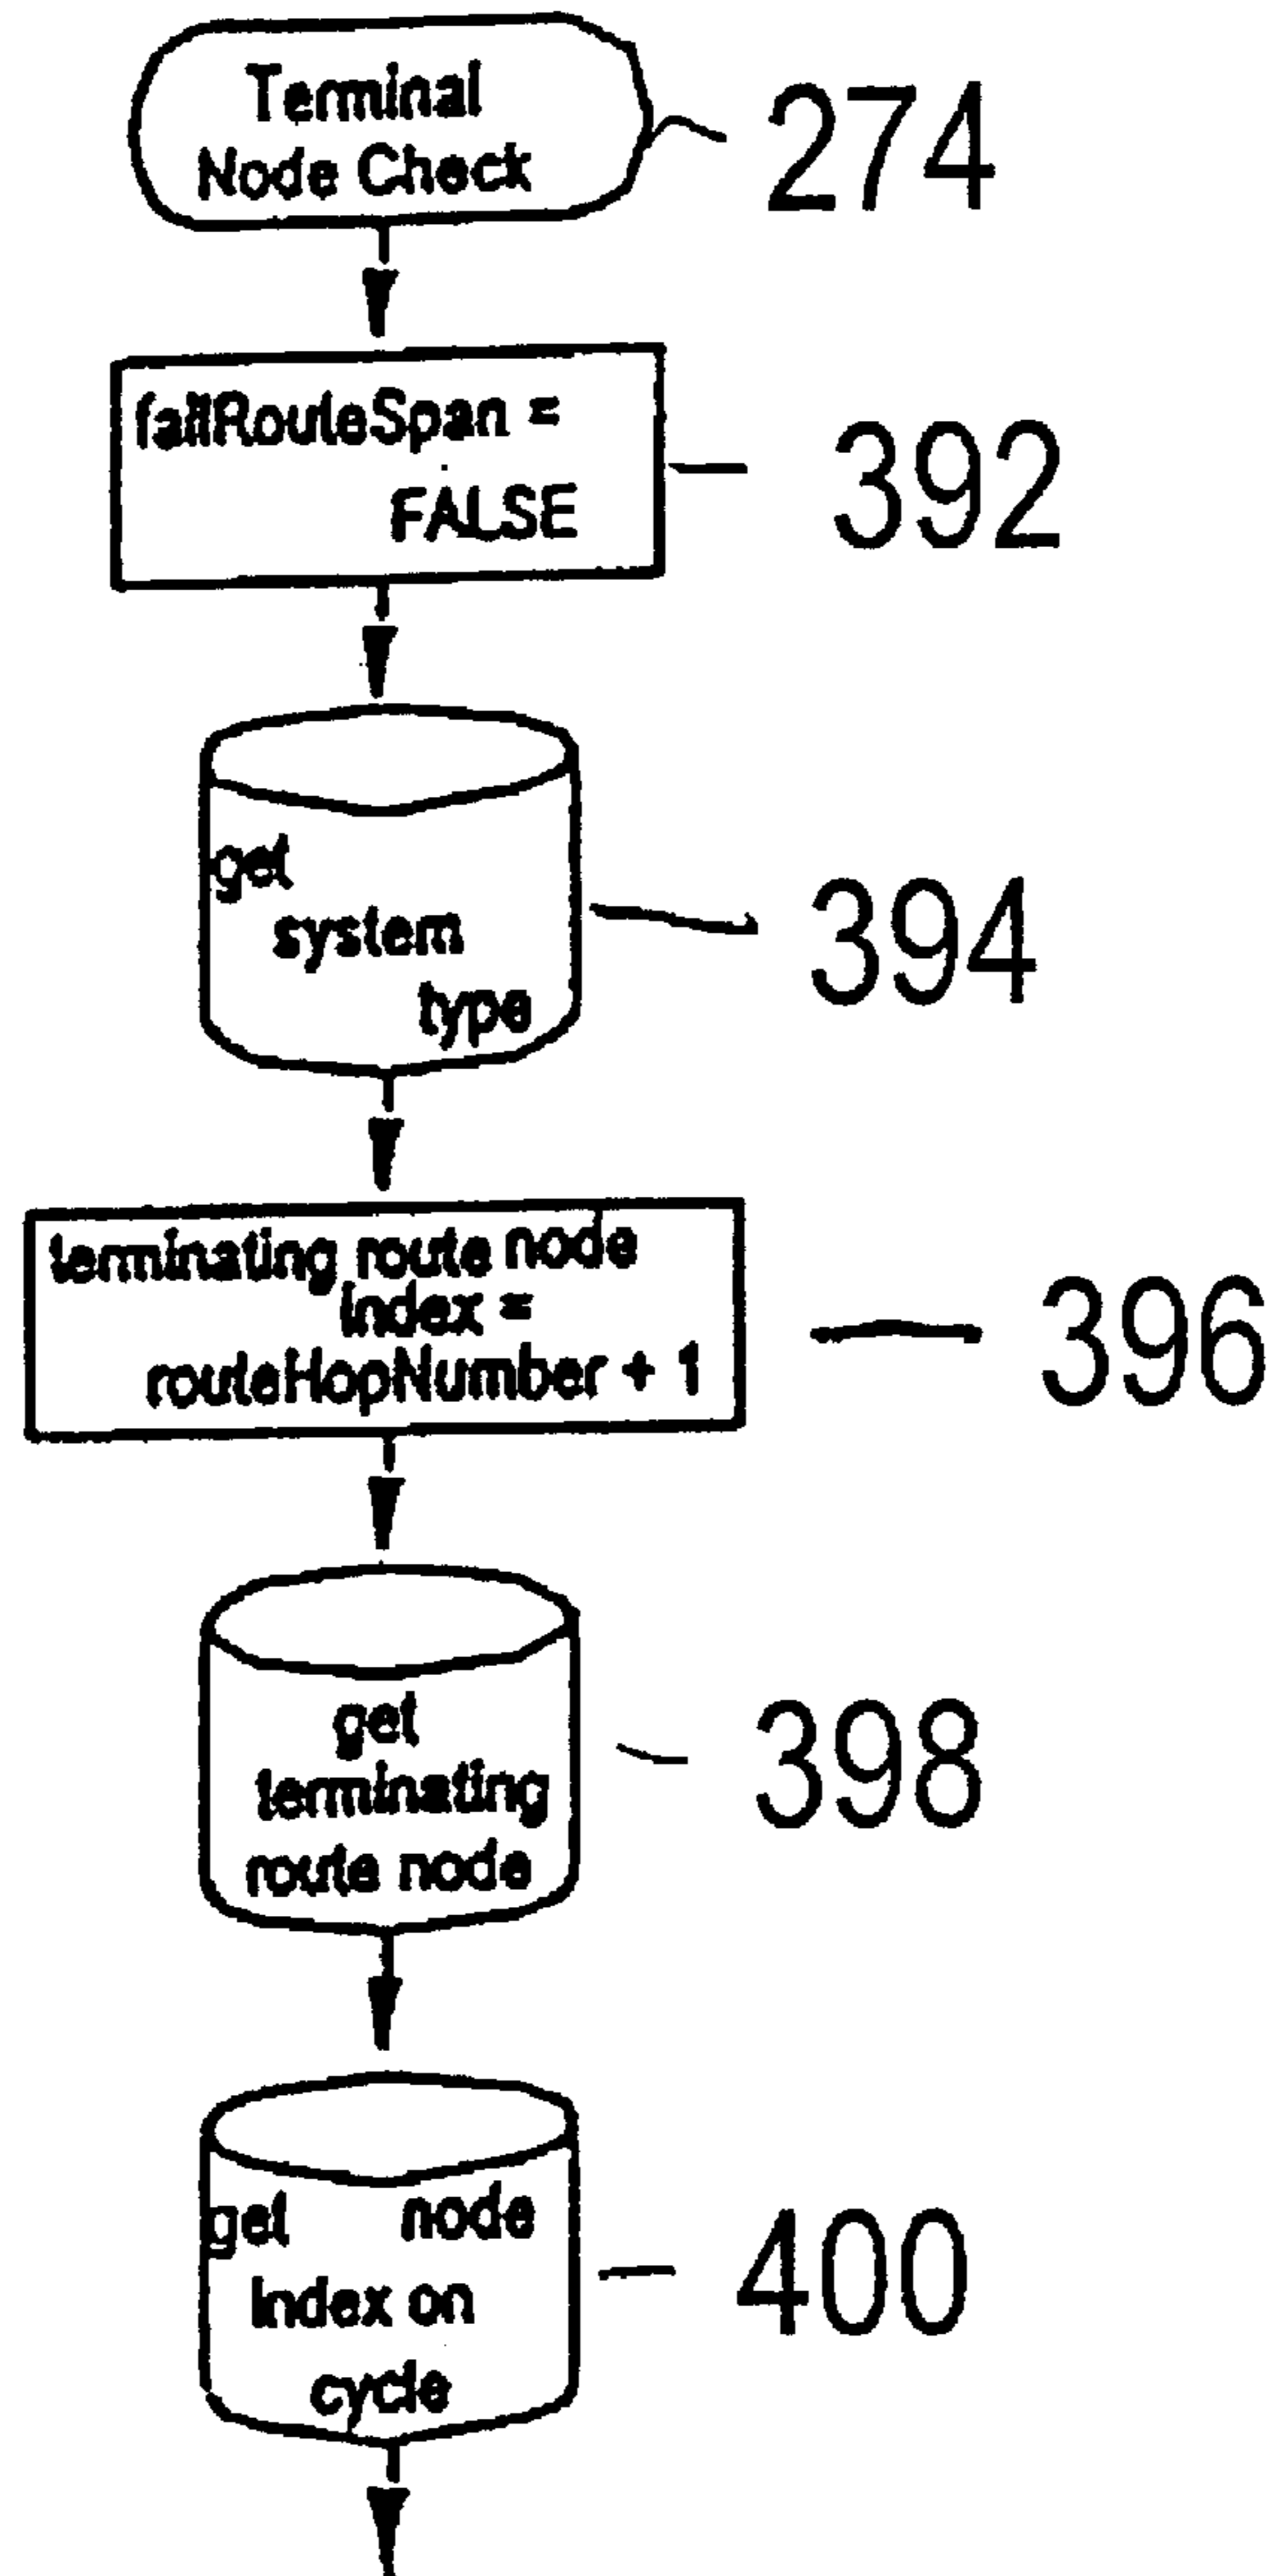 Terminal
Node Check
274
failRouteSpan =
FALSE
392
get
system
type
394
terminating route node
index =
routeHopNumber + 1
396
get
terminating
route node
398
get node
index on
cycle
400